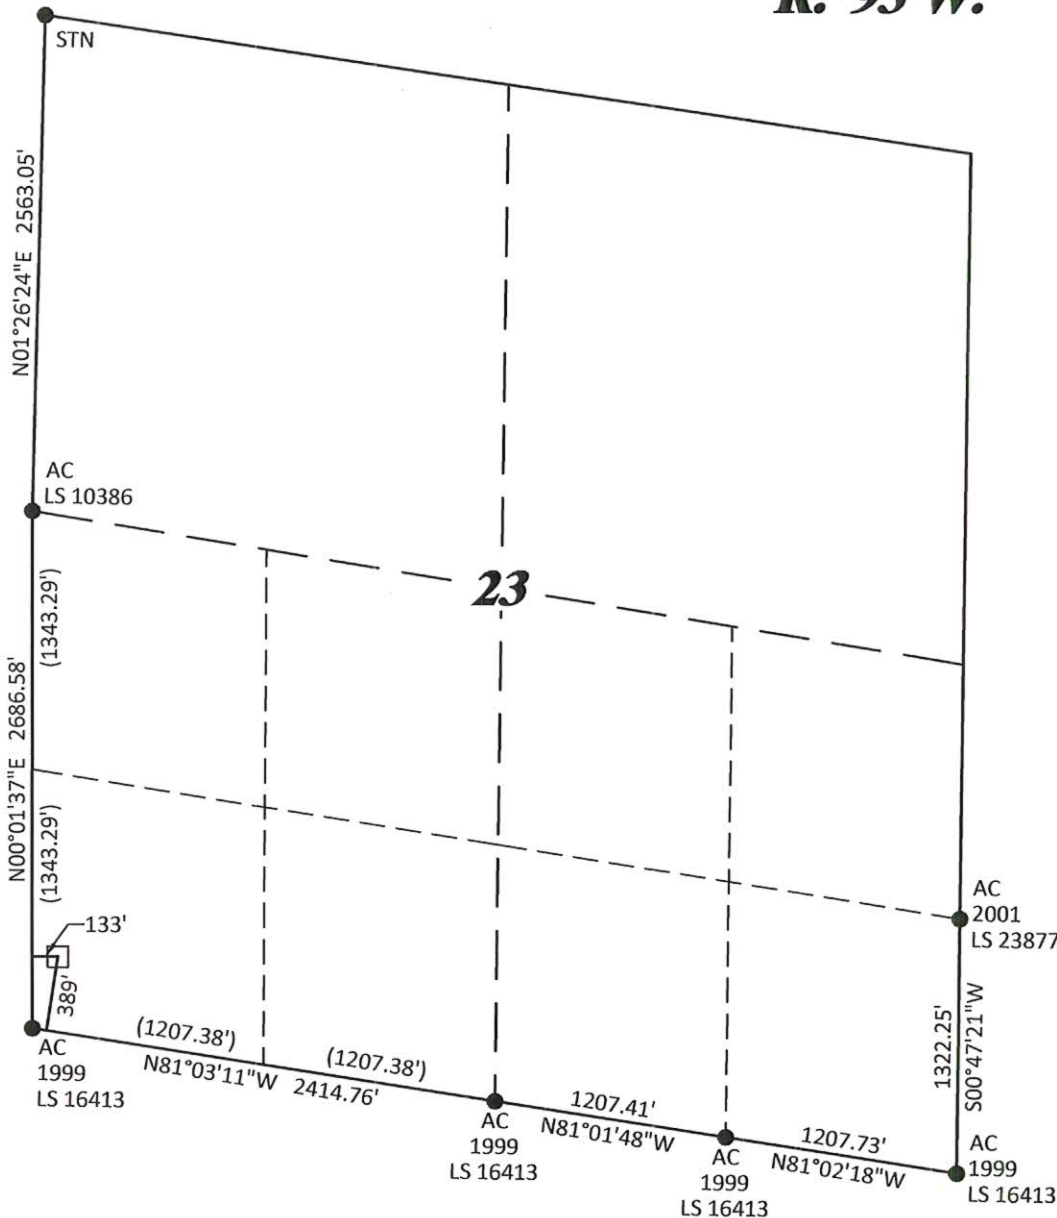 R. 93 W.
STN
N01°26'24"E 2563.05'
AC
LS 10386
23
(1343.29')
N00°01'37"E 2686.58'
(1343.29')
133'
389'
AC
1999
LS 16413
(1207.38')
N81°03'11"W 2414.76'
(1207.38')
AC
1999
LS 16413
1207.41'
N81°01'48"W
AC
1999
LS 16413
1207.73'
N81°02'18"W
AC
2001
LS 23877
1322.25'
S00°47'21"W
AC
1999
LS 16413